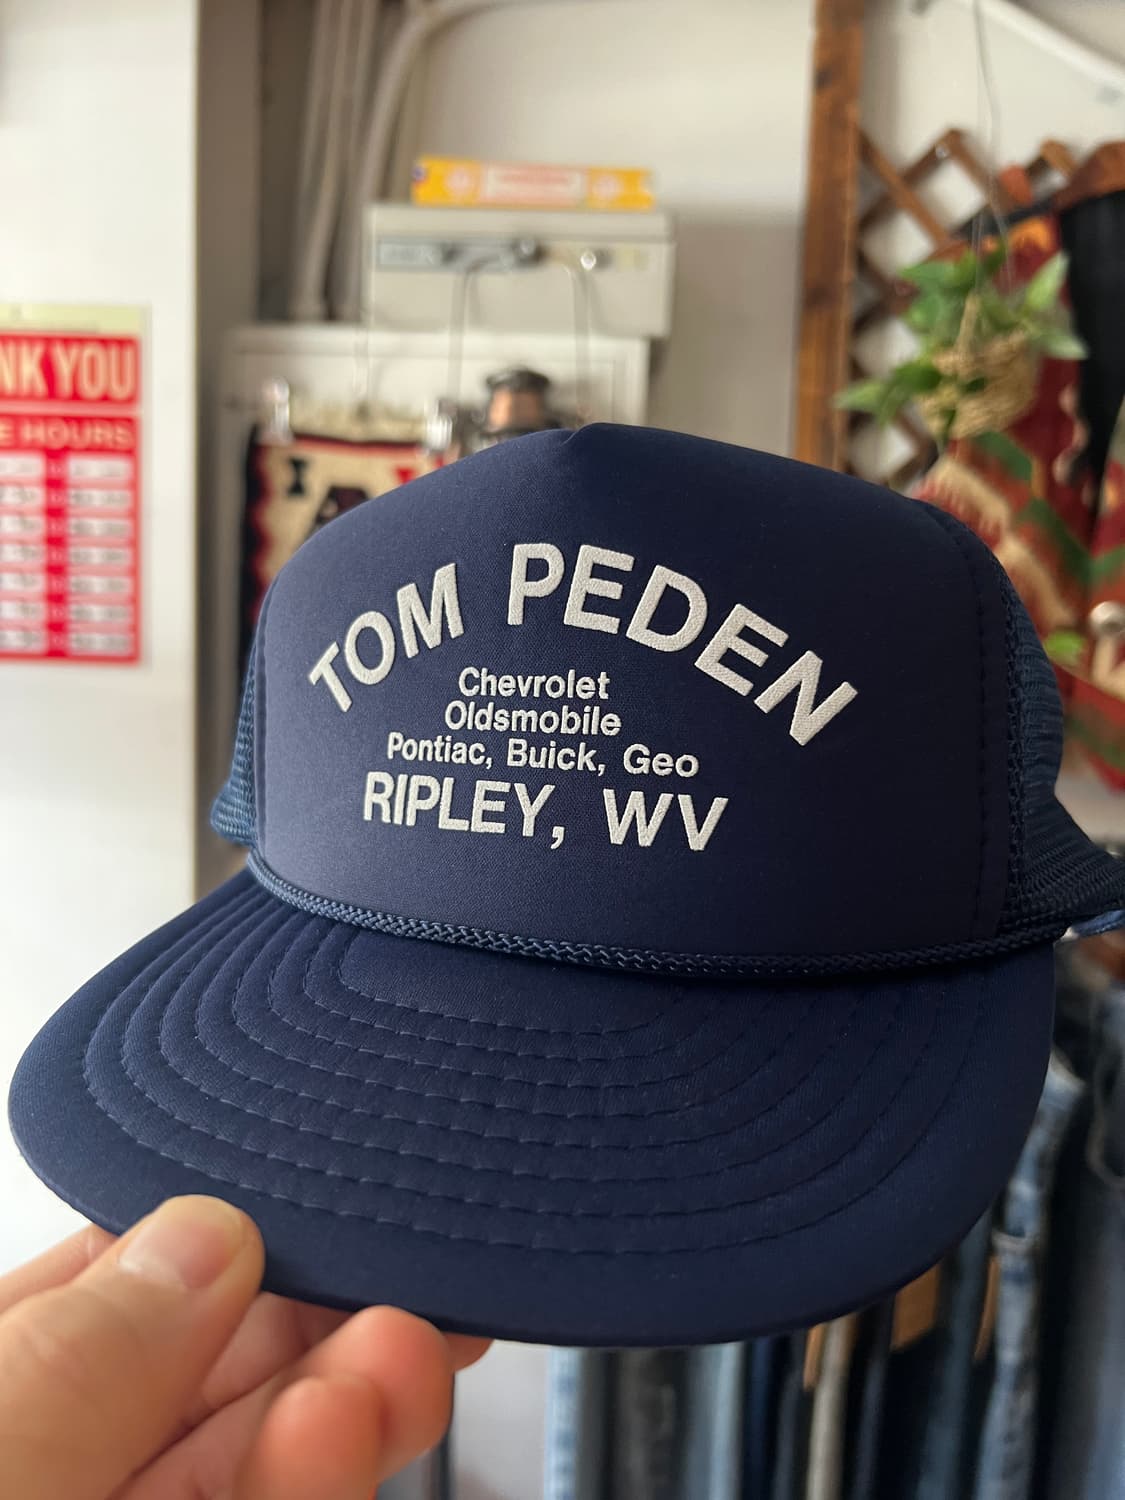 NK YOU
E HOURS
TOM PEDEN
Chevrolet
Oldsmobile
Pontiac, Buick, Geo
RIPLEY, WV